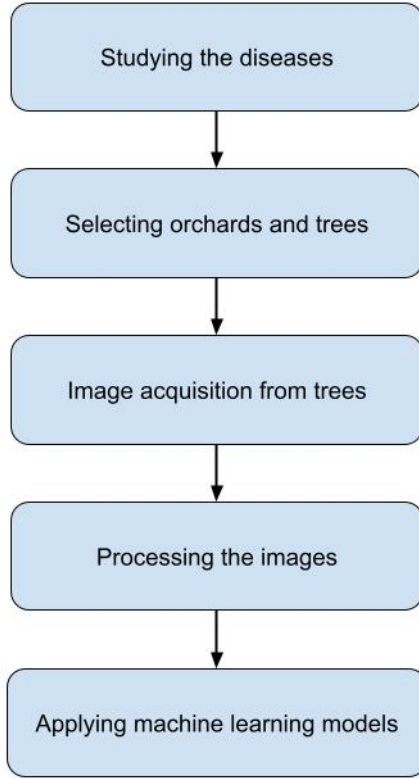 Studying the diseases
Selecting orchards and trees
Image acquisition from trees
Processing the images
Applying machine learning models